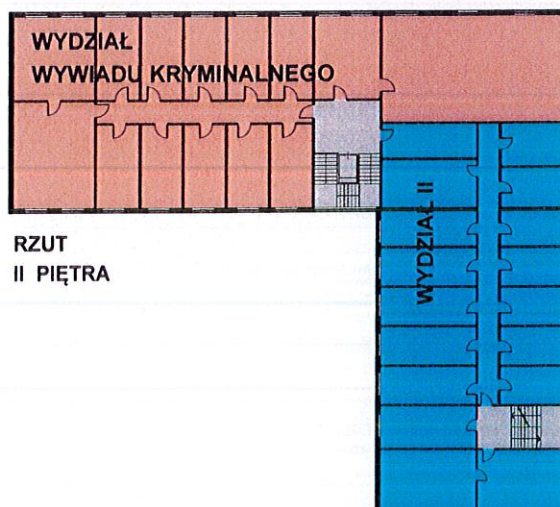 WYDZIAŁ
WYWIADU KRYMINALNEGO
RZUT
II PIĘTRA
WYDZIAŁ II